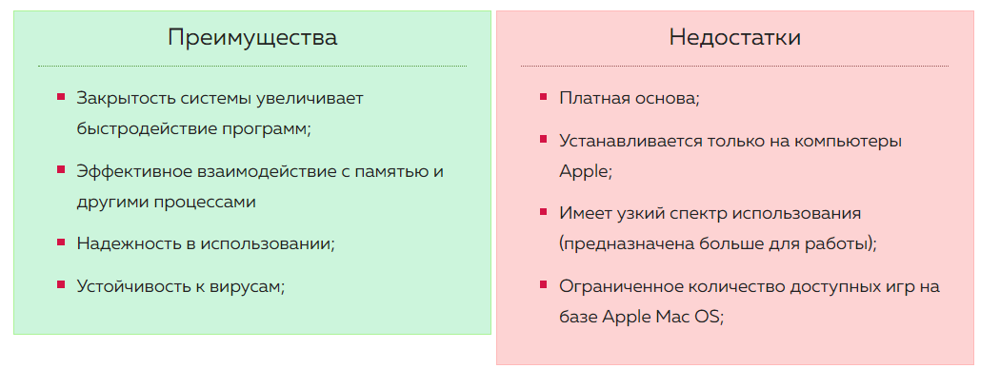 Преимущества
Закрытость системы увеличивает
быстродействие программ;
Эффективное взаимодействие с памятью и
другими процессами
Надежность в использовании;
Устойчивость к вирусам;
Недостатки
Платная основа;
Устанавливается только на компьютеры
Apple;
Имеет узкий спектр использования
(предназначена больше для работы);
Ограниченное количество доступных игр на
базе Apple Mac OS;